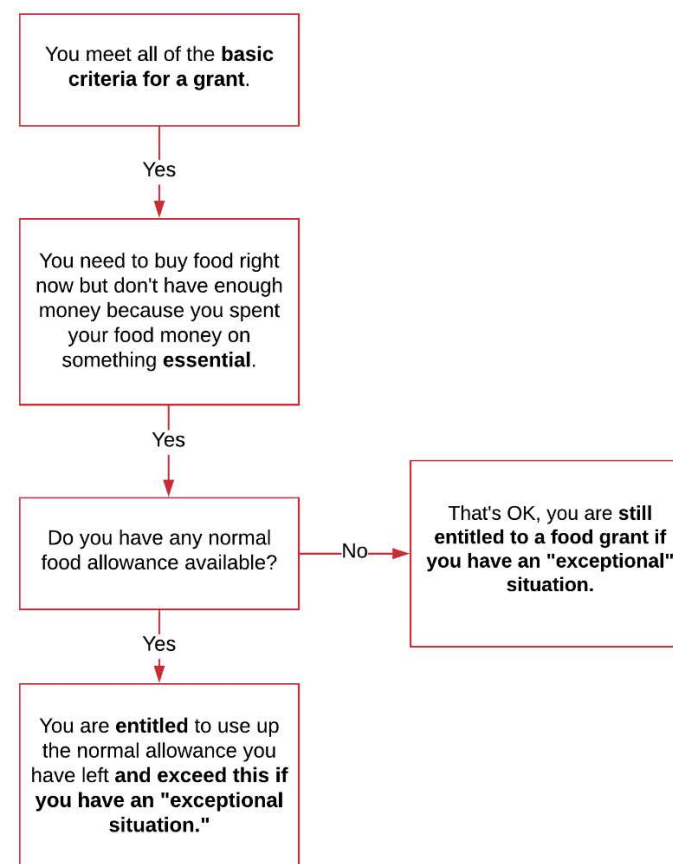 You meet all of the basic
criteria for a grant.
Yes
You need to buy food right
now but don't have enough
money because you spent
your food money on
something essential.
Yes
Do you have any normal
food allowance available?
No
That's OK, you are still
entitled to a food grant if
you have an "exceptional"
situation.
Yes
You are entitled to use up
the normal allowance you
have left and exceed this if
you have an "exceptional
situation."